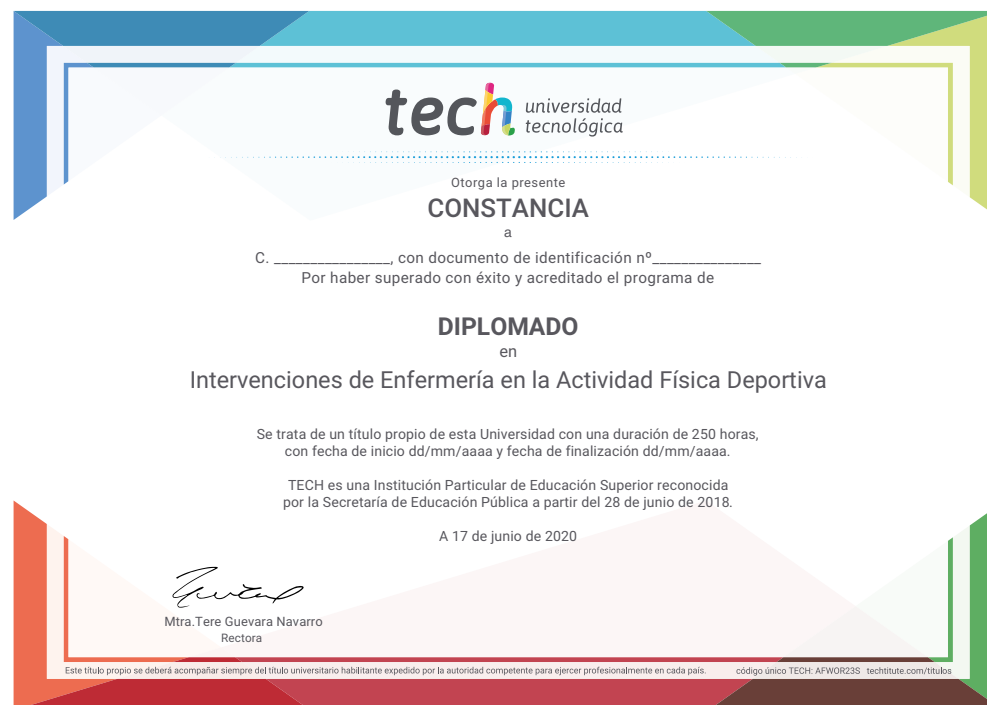 tech universidad
tecnológica
Otorga la presente
CONSTANCIA
a
C. ________________, con documento de identificación nº_______________
Por haber superado con éxito y acreditado el programa de
DIPLOMADO
en
Intervenciones de Enfermería en la Actividad Física Deportiva
Se trata de un título propio de esta Universidad con una duración de 250 horas,
con fecha de inicio dd/mm/aaaa y fecha de finalización dd/mm/aaaa.
TECH es una Institución Particular de Educación Superior reconocida
por la Secretaría de Educación Pública a partir del 28 de junio de 2018.
A 17 de junio de 2020
Mtra.Tere Guevara Navarro
Rectora
Este título propio se deberá acompañar siempre del título universitario habilitante expedido por la autoridad competente para ejercer profesionalmente en cada país. código único TECH: AFWOR23S techtitute.com/titulos